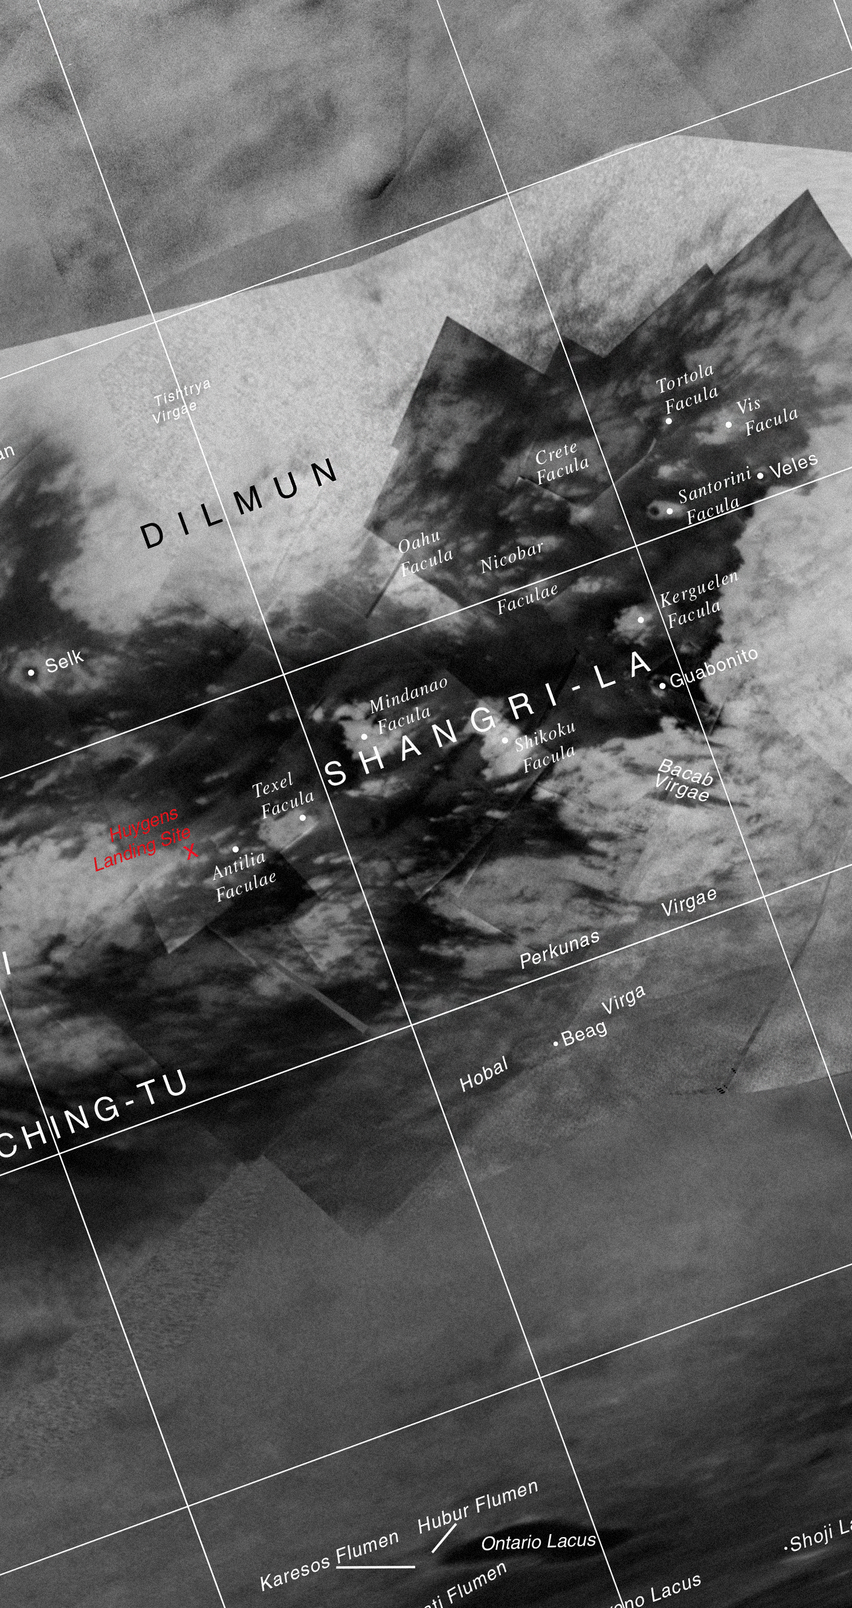 Tishtrya
Virgae
DILMUN
Tortola
Facula
Vis
Facula
Crete
Facula
Veles
Santorini
Facula
Oahu
Facula
Nicobar
Faculae
Kerguelen
Facula
Selk
Guabonito
SHANGRI-LA
Mindanao
Facula
Shikoku
Facula
Bacab
Virgae
Texel
Facula
Huygens
Landing Site
X
Antilia
Faculae
Perkunas
Virgae
Hobal
Virga
Beag
CHING-TU
Hubur Flumen
Karesos Flumen
Ontario Lacus
Shoji
Flumen
Lacus